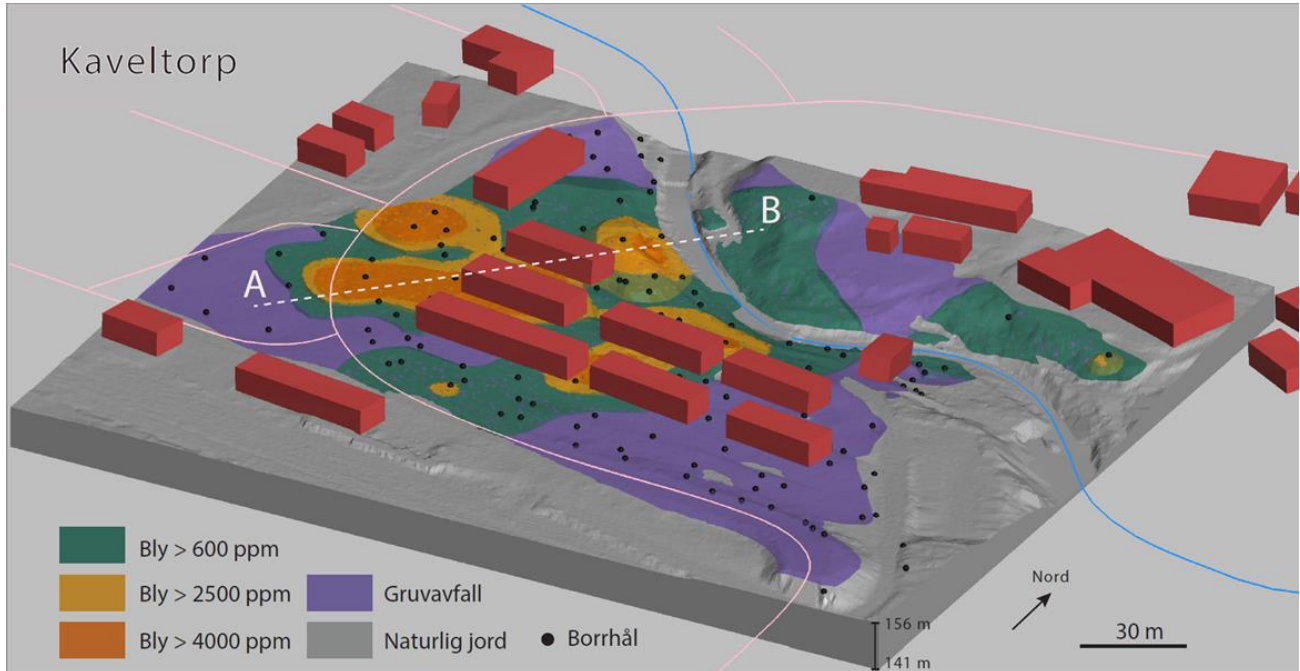 Kaveltorp
B
A
Bly > 600 ppm
Bly > 2500 ppm
Bly > 4000 ppm
Gruvavfall
Naturlig jord
Borrhål
Nord
156 m
141 m
30 m